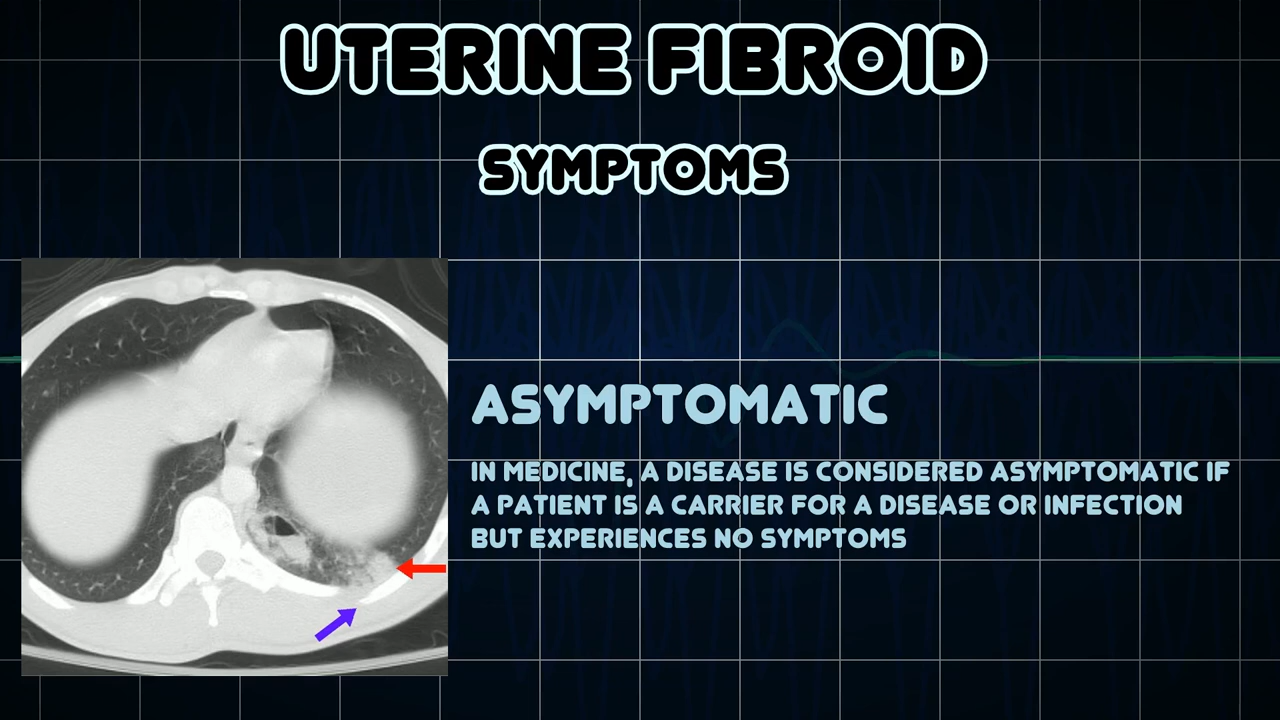 UTERINE FIBROID
SYMPTOMS
ASYMPTOMATIC
IN MEDICINE, A DISEASE IS CONSIDERED ASYMPTOMATIC IF
A PATIENT IS A CARRIER FOR A DISEASE OR INFECTION
BUT EXPERIENCES NO SYMPTOMS